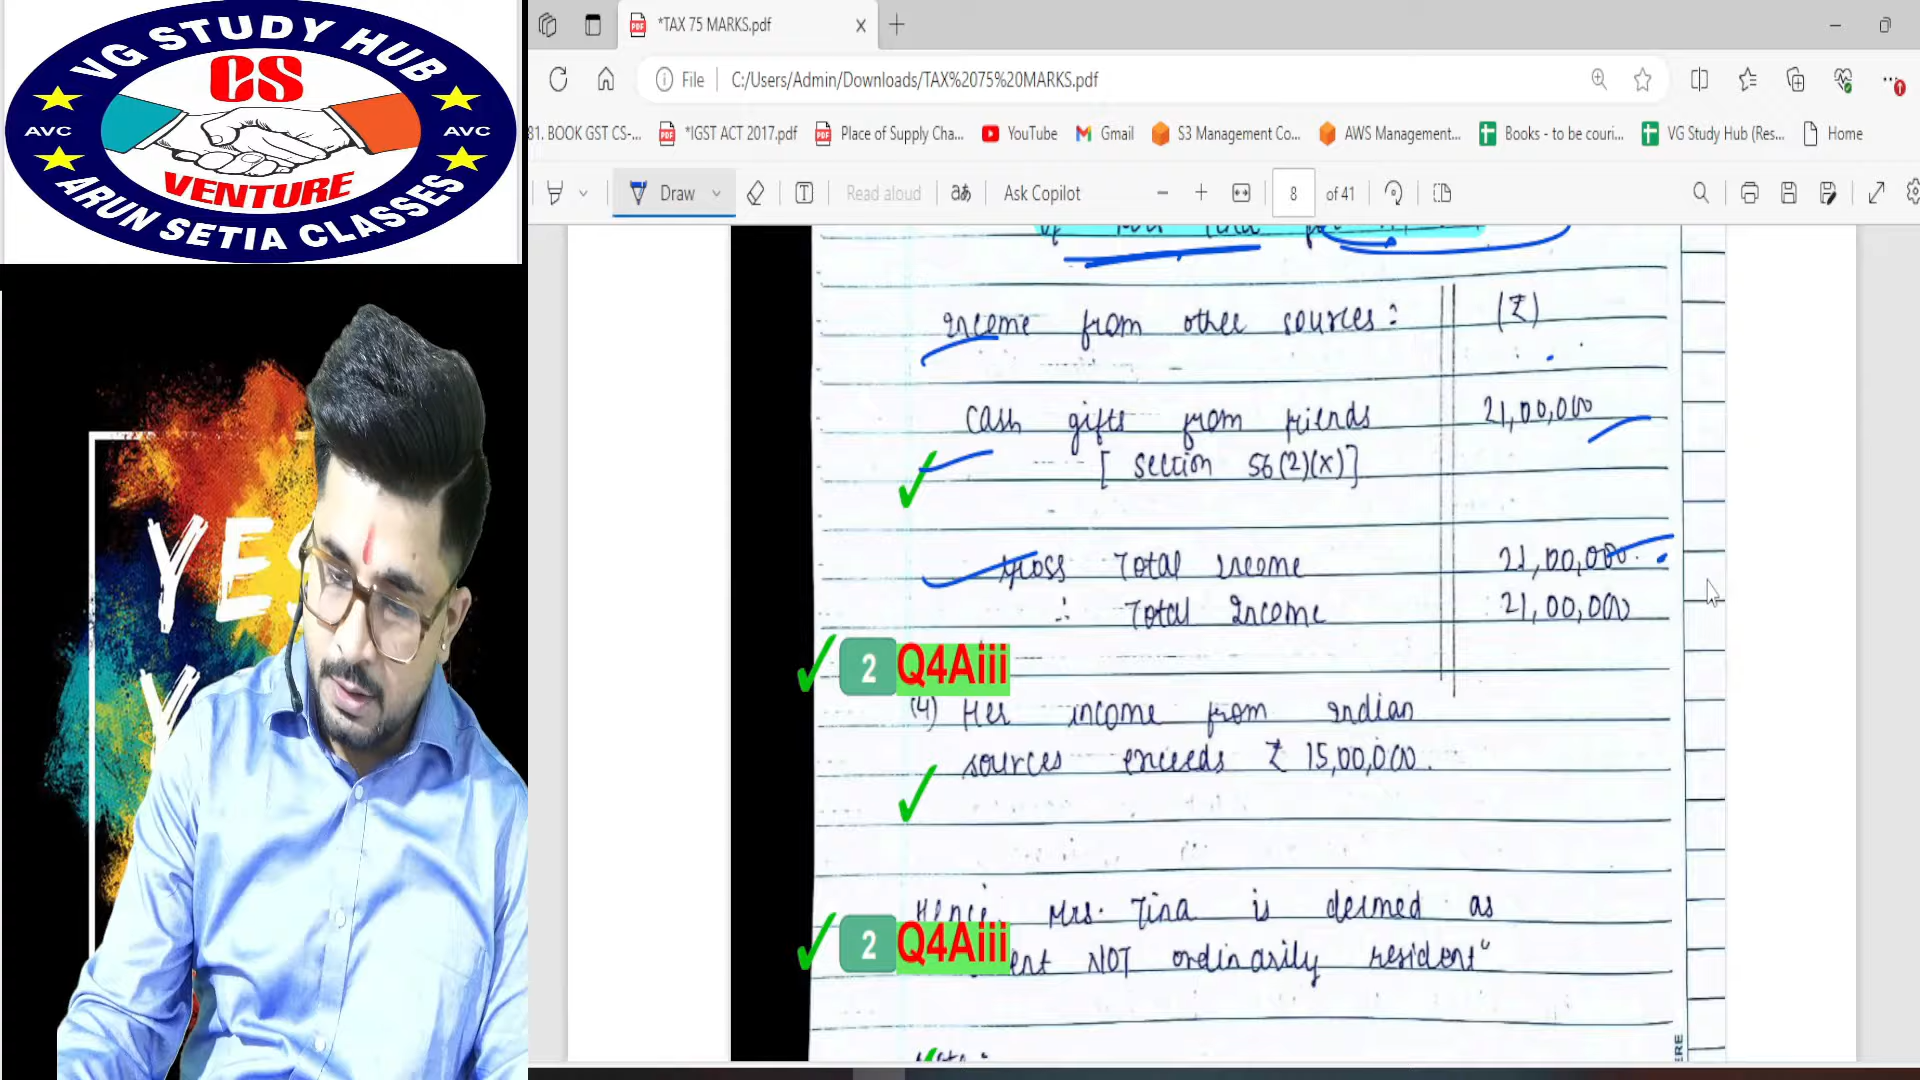 VG STUDY HUB
CS
AVC
AVC
VENTURE
ARUN SETIA CLASSES
YES
Y
*TAX 75 MARKS.pdf
File
C:/Users/Admin/Downloads/TAX%2075%20MARKS.pdf
31. BOOK GST CS-...
*IGST ACT 2017.pdf
Place of Supply Cha...
YouTube
Gmail
S3 Management Co...
AWS Management...
Books - to be couri...
VG Study Hub (Res...
Home
Draw
Read aloud
Ask Copilot
8
of 41
Income from other sources:
(₹)
Cash gifts from friends
21,00,000
[ section 56(2)(x)]
Gross Total Income
21,00,000
∴ Total Income
21,00,000
2 Q4Aiii
(4) Her income from Indian
sources exceeds ₹ 15,00,000.
Hence, Mrs. Tina is deemed as
2 Q4Aiii
NOT ordinarily resident"